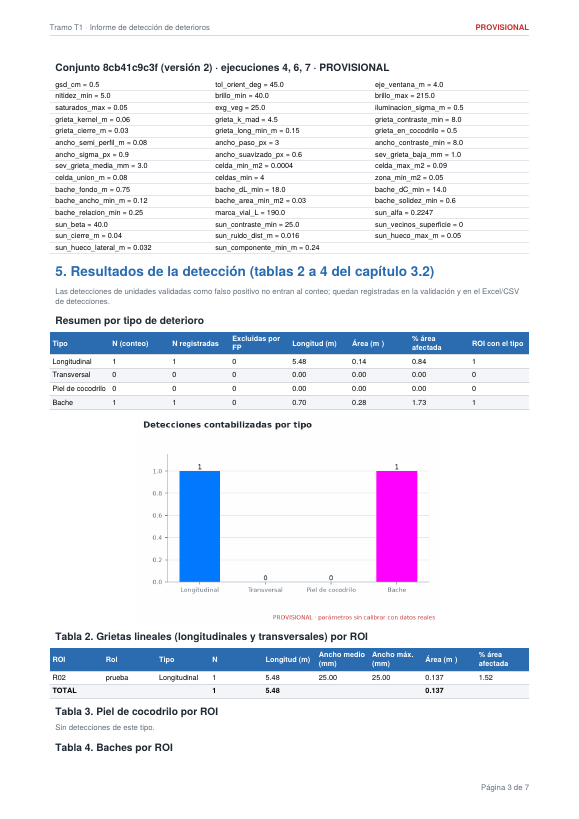 Tramo T1 · Informe de detección de deterioros PROVISIONAL
Conjunto 8cb41c9c3f (versión 2) · ejecuciones 4, 6, 7 · PROVISIONAL
gsd_cm = 0.5 tol_orient_deg = 45.0 eje_ventana_m = 4.0
nitidez_min = 5.0 brillo_min = 40.0 brillo_max = 215.0
saturados_max = 0.05 exg_veg = 25.0 iluminacion_sigma_m = 0.5
grieta_kernel_m = 0.06 grieta_k_mad = 4.5 grieta_contraste_min = 8.0
grieta_cierre_m = 0.03 grieta_long_min_m = 0.15 grieta_en_cocodrilo = 0.5
ancho_semi_perfil_m = 0.08 ancho_paso_px = 3 ancho_contraste_min = 8.0
ancho_sigma_px = 0.9 ancho_suavizado_px = 0.6 sev_grieta_baja_mm = 1.0
sev_grieta_media_mm = 3.0 celda_min_m2 = 0.0004 celda_max_m2 = 0.09
celda_union_m = 0.08 celdas_min = 4 zona_min_m2 = 0.05
bache_fondo_m = 0.75 bache_dL_min = 18.0 bache_dC_min = 14.0
bache_ancho_min_m = 0.12 bache_area_min_m2 = 0.03 bache_solidez_min = 0.6
bache_relacion_min = 0.25 marca_vial_L = 190.0 sun_alfa = 0.2247
sun_beta = 40.0 sun_contraste_min = 25.0 sun_vecinos_superficie = 0
sun_cierre_m = 0.04 sun_ruido_dist_m = 0.016 sun_hueco_max_m = 0.05
sun_hueco_lateral_m = 0.032 sun_componente_min_m = 0.24
5. Resultados de la detección (tablas 2 a 4 del capítulo 3.2)
Las detecciones de unidades validadas como falso positivo no entran al conteo; quedan registradas en la validación y en el Excel/CSV
de detecciones.
Resumen por tipo de deterioro
Tipo N (conteo) N registradas Excluidas por FP Longitud (m) Área (m ) % área afectada ROI con el tipo
Longitudinal 1 1 0 5.48 0.14 0.84 1
Transversal 0 0 0 0.00 0.00 0.00 0
Piel de cocodrilo 0 0 0 0.00 0.00 0.00 0
Bache 1 1 0 0.70 0.28 1.73 1
Detecciones contabilizadas por tipo
1.0
0.8
0.6
0.4
0.2
0.0
1 0 0 1
Longitudinal Transversal Piel de cocodrilo Bache
PROVISIONAL · parámetros sin calibrar con datos reales
Tabla 2. Grietas lineales (longitudinales y transversales) por ROI
ROI Rol Tipo N Longitud (m) Ancho medio (mm) Ancho máx. (mm) Área (m ) % área afectada
R02 prueba Longitudinal 1 5.48 25.00 25.00 0.137 1.52
TOTAL 1 5.48 0.137
Tabla 3. Piel de cocodrilo por ROI
Sin detecciones de este tipo.
Tabla 4. Baches por ROI
Página 3 de 7